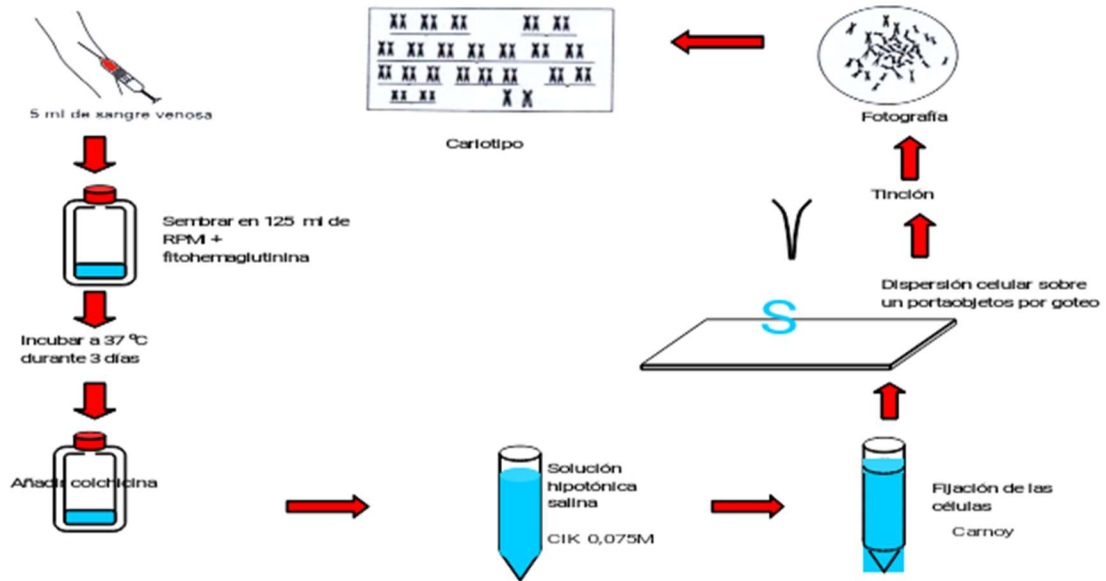 5 ml de sangre venosa
Sembrar en 125 ml de
RPMI +
fitohemaglutinina
Incubar a 37 ºC
durante 3 días
Añadir colchicina
Solución
hipotónica
salina
ClK 0,075M
Fijación de las
células
Carnoy
S
Dispersión celular sobre
un portaobjetos por goteo
Tinción
Fotografía
Cariotipo